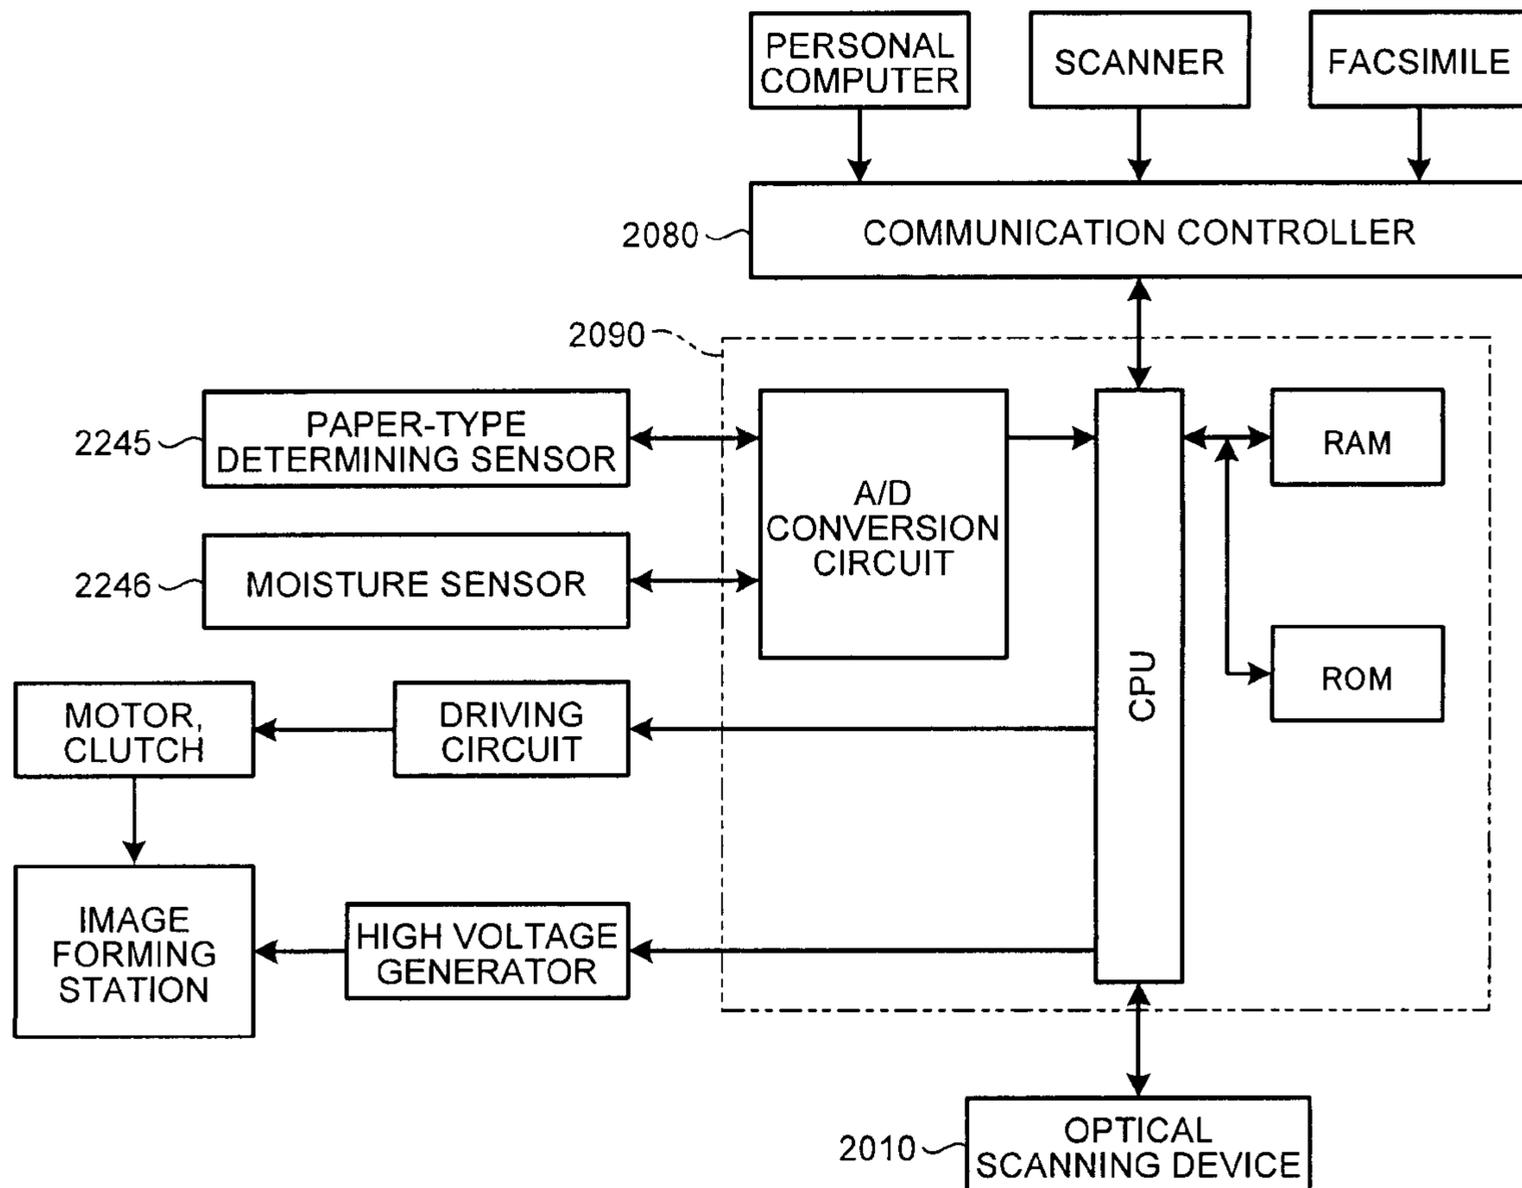 PERSONAL
COMPUTER
SCANNER
FACSIMILE
2080
COMMUNICATION CONTROLLER
2090
2245
PAPER-TYPE
DETERMINING SENSOR
A/D
CONVERSION
CIRCUIT
RAM
2246
MOISTURE SENSOR
CPU
ROM
MOTOR,
CLUTCH
DRIVING
CIRCUIT
IMAGE
FORMING
STATION
HIGH VOLTAGE
GENERATOR
2010
OPTICAL
SCANNING DEVICE